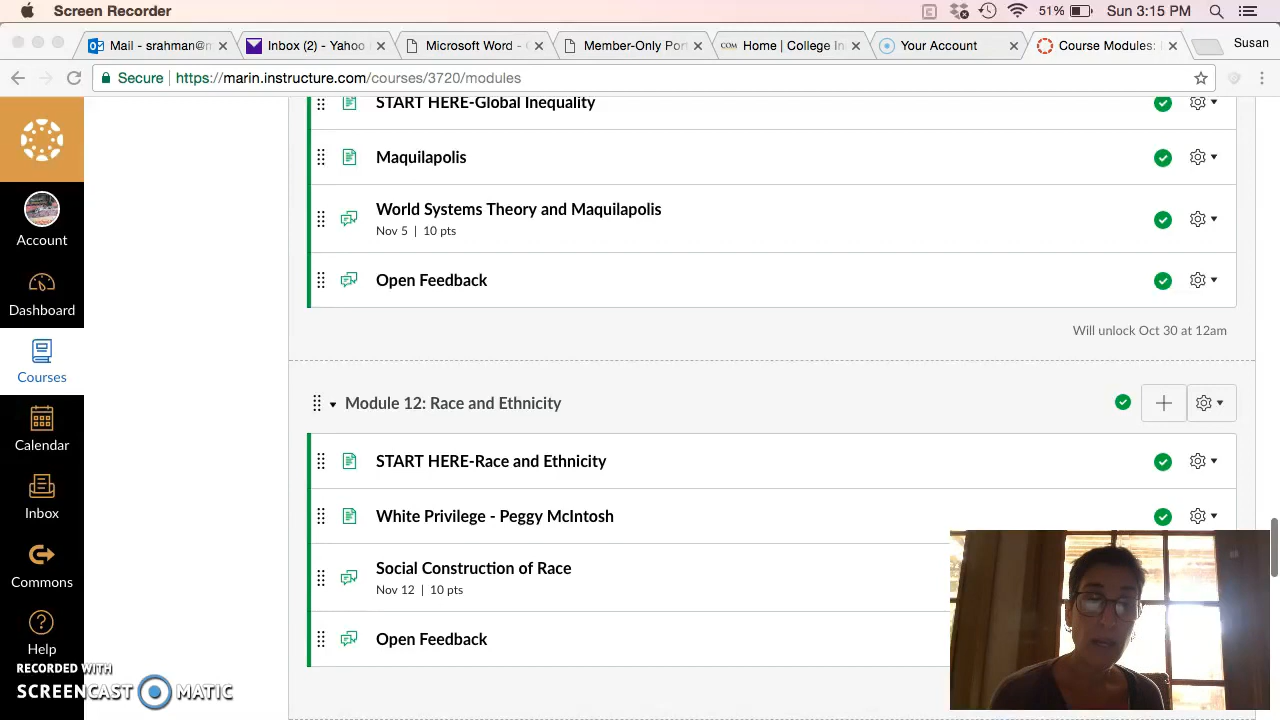 Screen Recorder
51%
Sun 3:15 PM
Mail - srahman@m
Inbox (2) - Yahoo
Microsoft Word -
Member-Only Por
COM
Home | College In
Your Account
Course Modules:
Susan
Secure
https://marin.instructure.com/courses/3720/modules
START HERE-Global Inequality
Maquilapolis
World Systems Theory and Maquilapolis
Nov 5 | 10 pts
Open Feedback
Will unlock Oct 30 at 12am
Module 12: Race and Ethnicity
START HERE-Race and Ethnicity
White Privilege - Peggy McIntosh
Social Construction of Race
Nov 12 | 10 pts
Open Feedback
Account
Dashboard
Courses
Calendar
Inbox
Commons
Help
RECORDED WITH
SCREENCAST MATIC